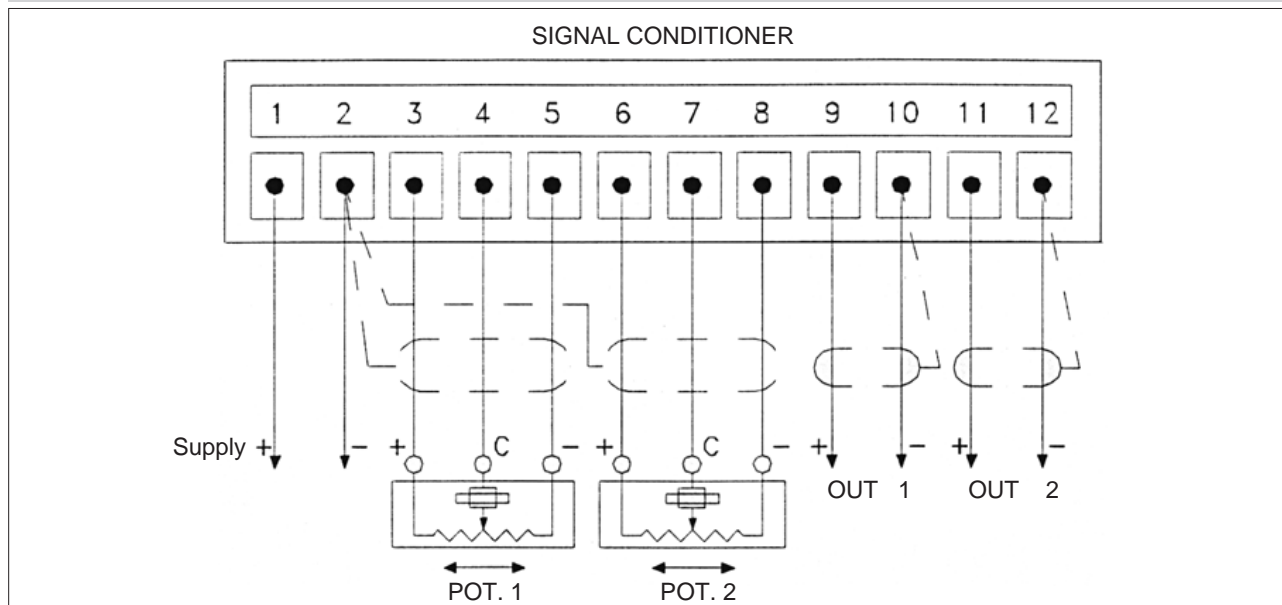 SIGNAL CONDITIONER
1 2 3 4 5 6 7 8 9 10 11 12
Supply + - + C - + C - + - + -
OUT 1 OUT 2
POT. 1 POT. 2